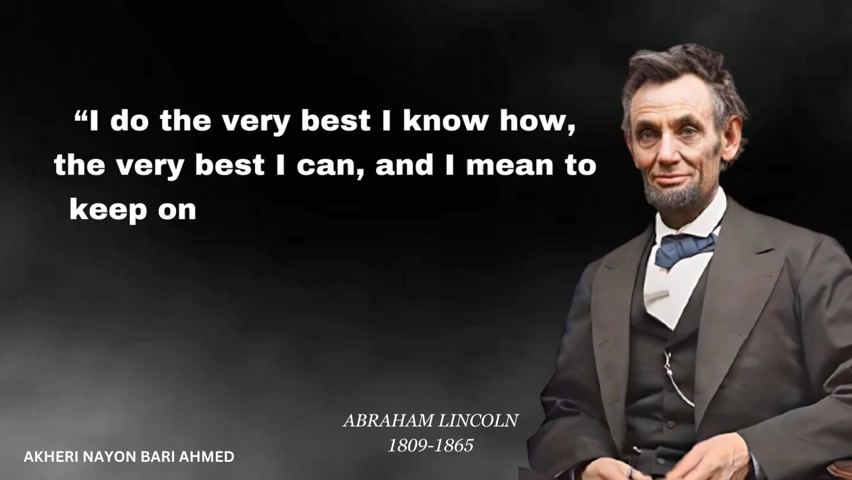 “I do the very best I know how,
the very best I can, and I mean to
keep on
ABRAHAM LINCOLN
1809-1865
AKHERI NAYON BARI AHMED